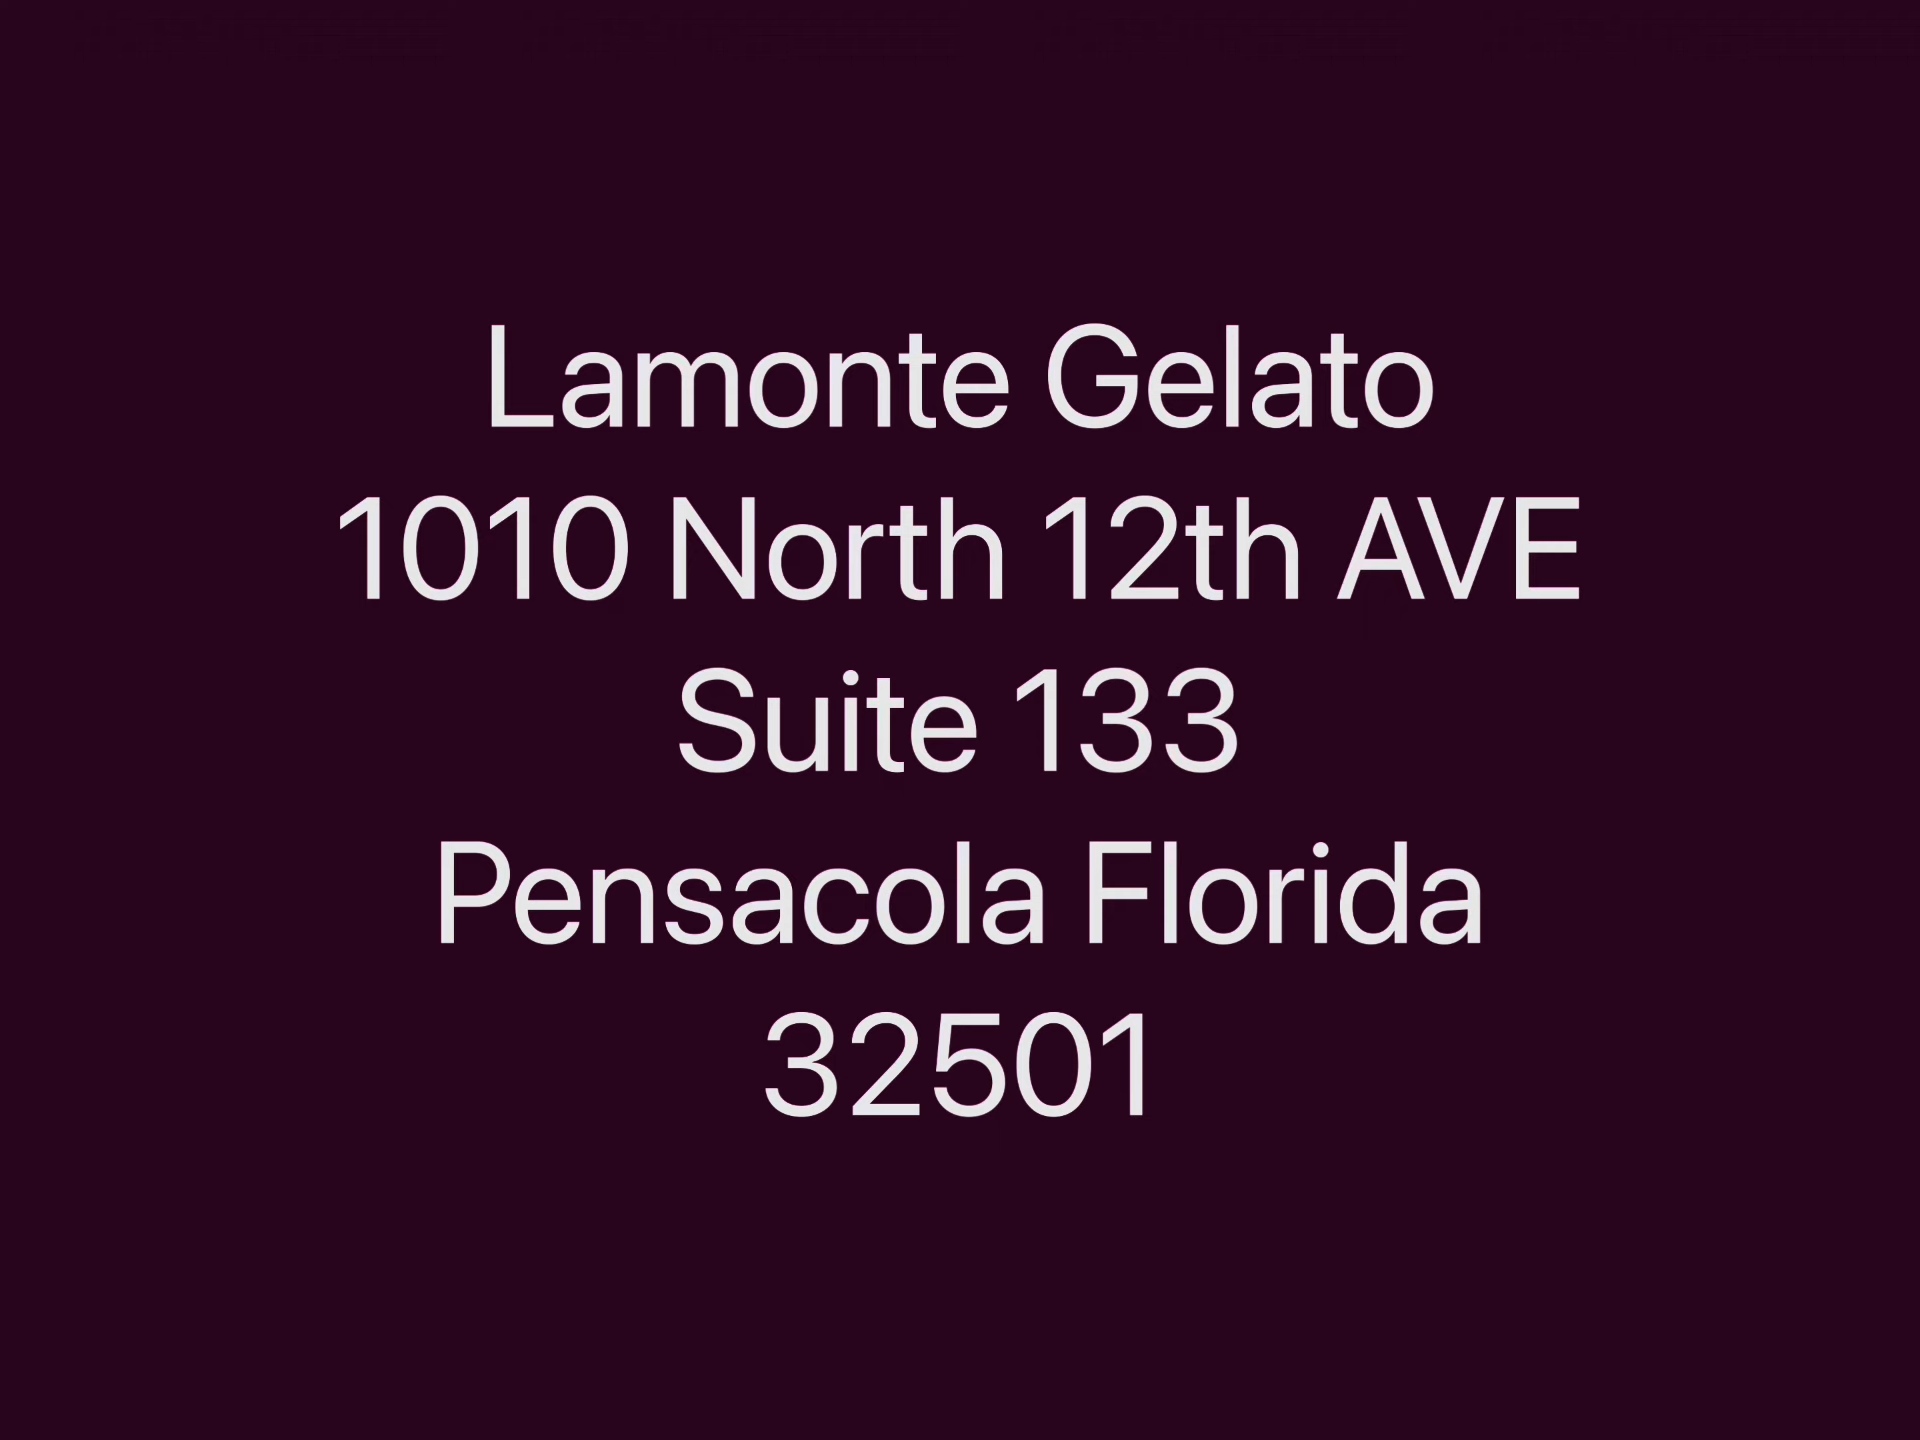 Lamonte Gelato
1010 North 12th AVE
Suite 133
Pensacola Florida
32501